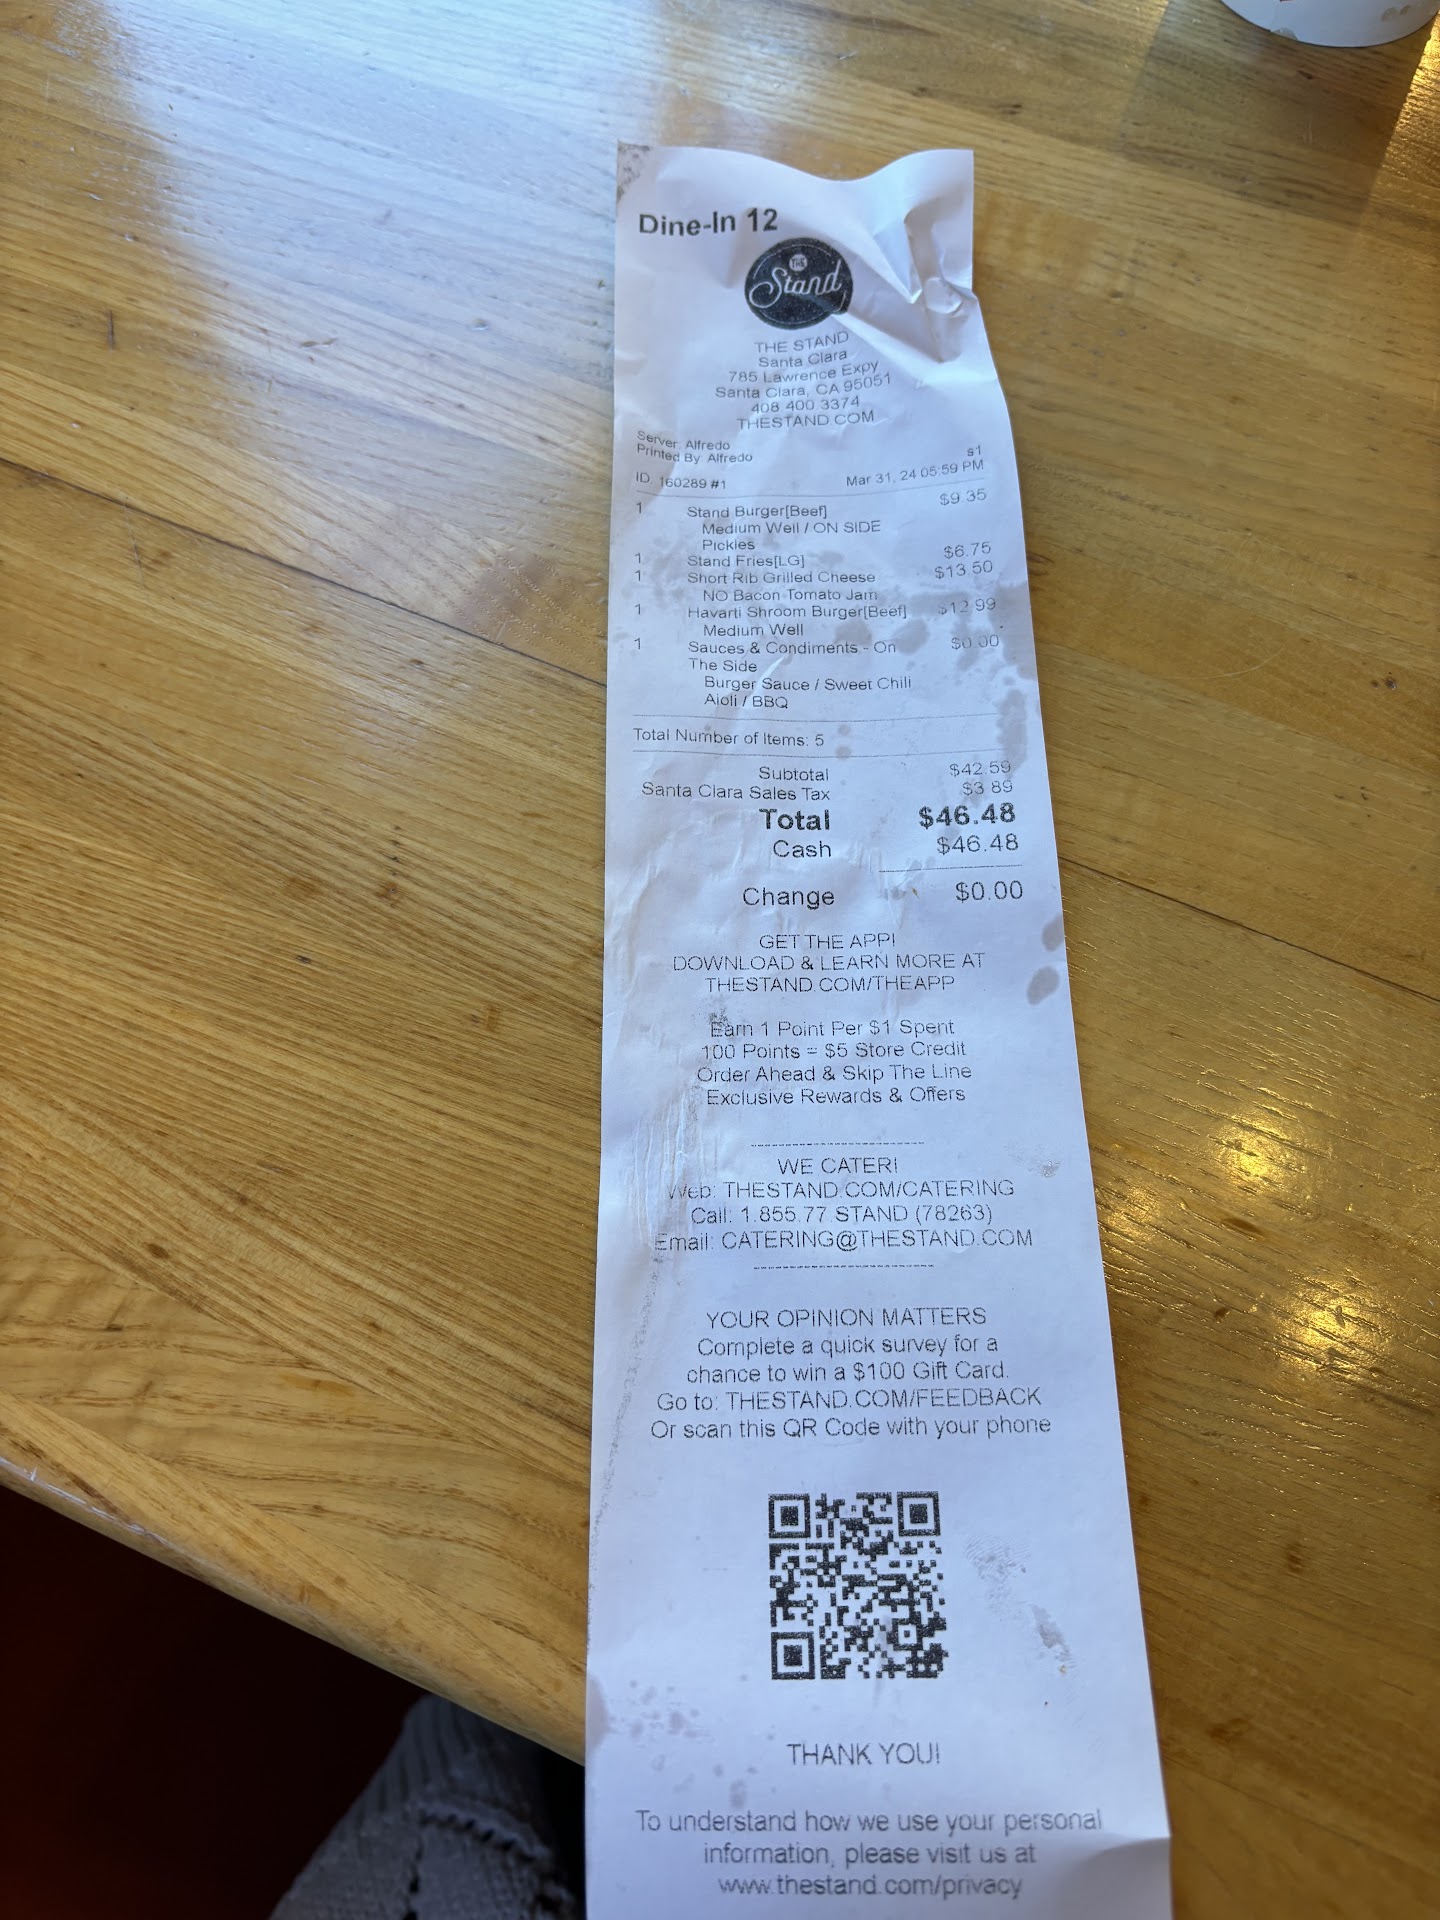 Dine-In 12
THE
Stand
THE STAND
Santa Clara
785 Lawrence Expy
Santa Clara, CA 95051
408 400 3374
THESTAND.COM
Server: Alfredo
Printed By: Alfredo s1
ID: 160289 #1 Mar 31, 24 05:59 PM
1 Stand Burger[Beef] $9.35
Medium Well / ON SIDE
Pickles
1 Stand Fries[LG] $6.75
1 Short Rib Grilled Cheese $13.50
NO Bacon Tomato Jam
1 Havarti Shroom Burger[Beef] $12.99
Medium Well
1 Sauces & Condiments - On $0.00
The Side
Burger Sauce / Sweet Chili
Aioli / BBQ
Total Number of Items: 5
Subtotal $42.59
Santa Clara Sales Tax $3.89
Total $46.48
Cash $46.48
Change $0.00
GET THE APP!
DOWNLOAD & LEARN MORE AT
THESTAND.COM/THEAPP
Earn 1 Point Per $1 Spent
100 Points = $5 Store Credit
Order Ahead & Skip The Line
Exclusive Rewards & Offers
WE CATER!
Web: THESTAND.COM/CATERING
Call: 1.855.77.STAND (78263)
Email: CATERING@THESTAND.COM
YOUR OPINION MATTERS
Complete a quick survey for a
chance to win a $100 Gift Card.
Go to: THESTAND.COM/FEEDBACK
Or scan this QR Code with your phone
THANK YOU!
To understand how we use your personal
information, please visit us at
www.thestand.com/privacy